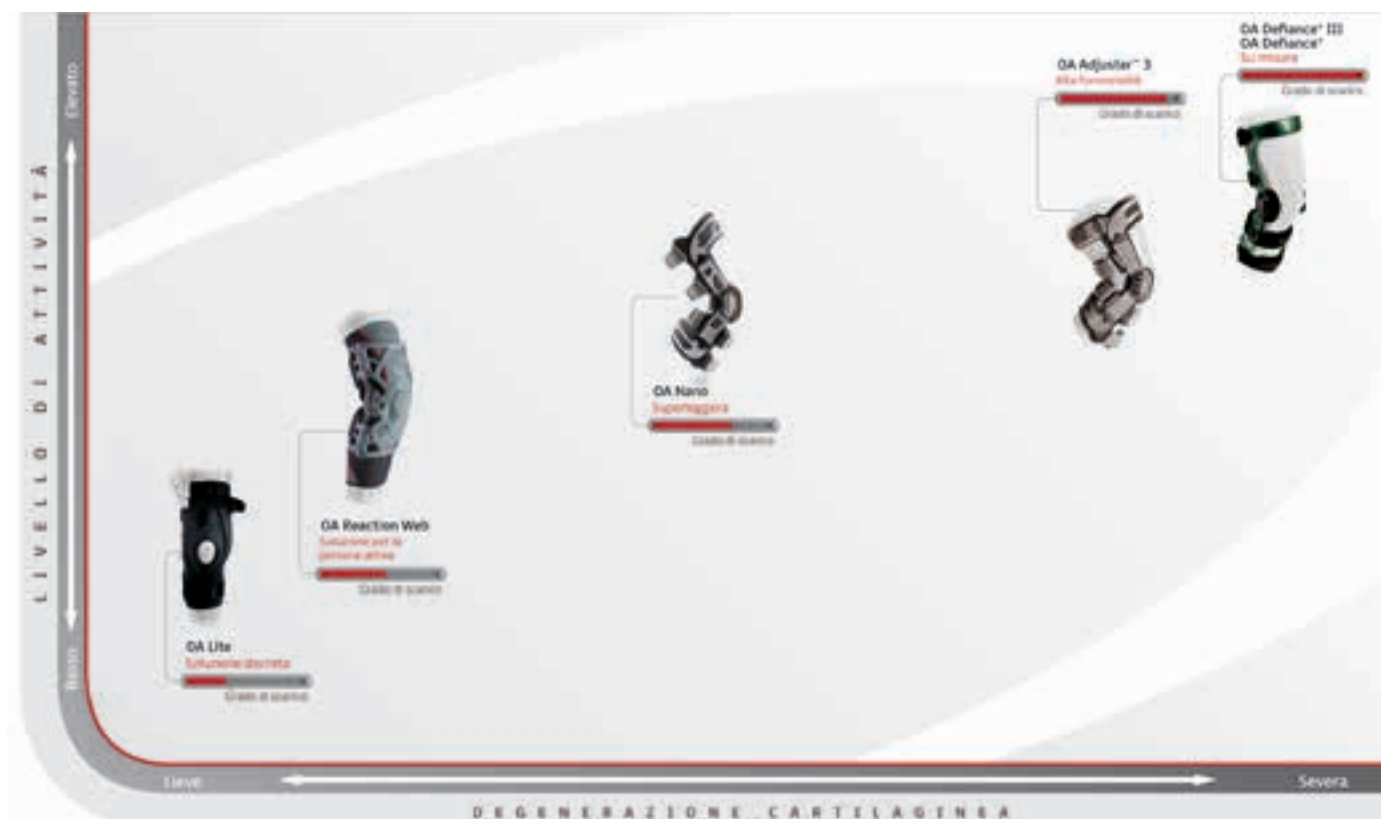 OA Defiance® III
OA Defiance®
Su misura
Grado di scarico
OA Adjuster™ 3
Alta funzionalità
Grado di scarico
OA Nano
Superleggera
Grado di scarico
OA Reaction Web
Soluzione per le
persone attive
Grado di scarico
OA Lite
Soluzione discreta
Grado di scarico
Elevato
LIVELLO DI ATTIVITÀ
Basso
Lieve
Severa
DEGENERAZIONE CARTILAGINEA